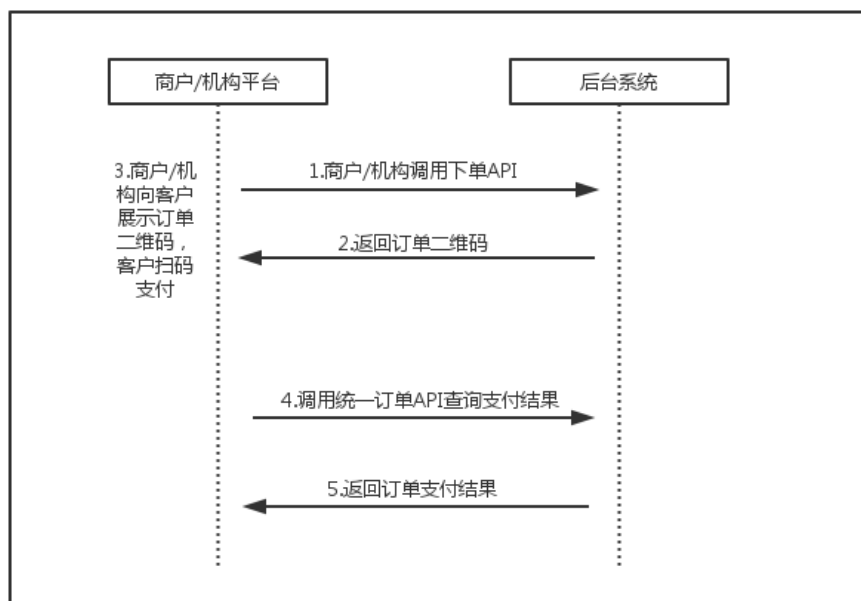 商户/机构平台
后台系统
3.商户/机
构向客户
展示订单
二维码，
客户扫码
支付
1.商户/机构调用下单API
2.返回订单二维码
4.调用统一订单API查询支付结果
5.返回订单支付结果